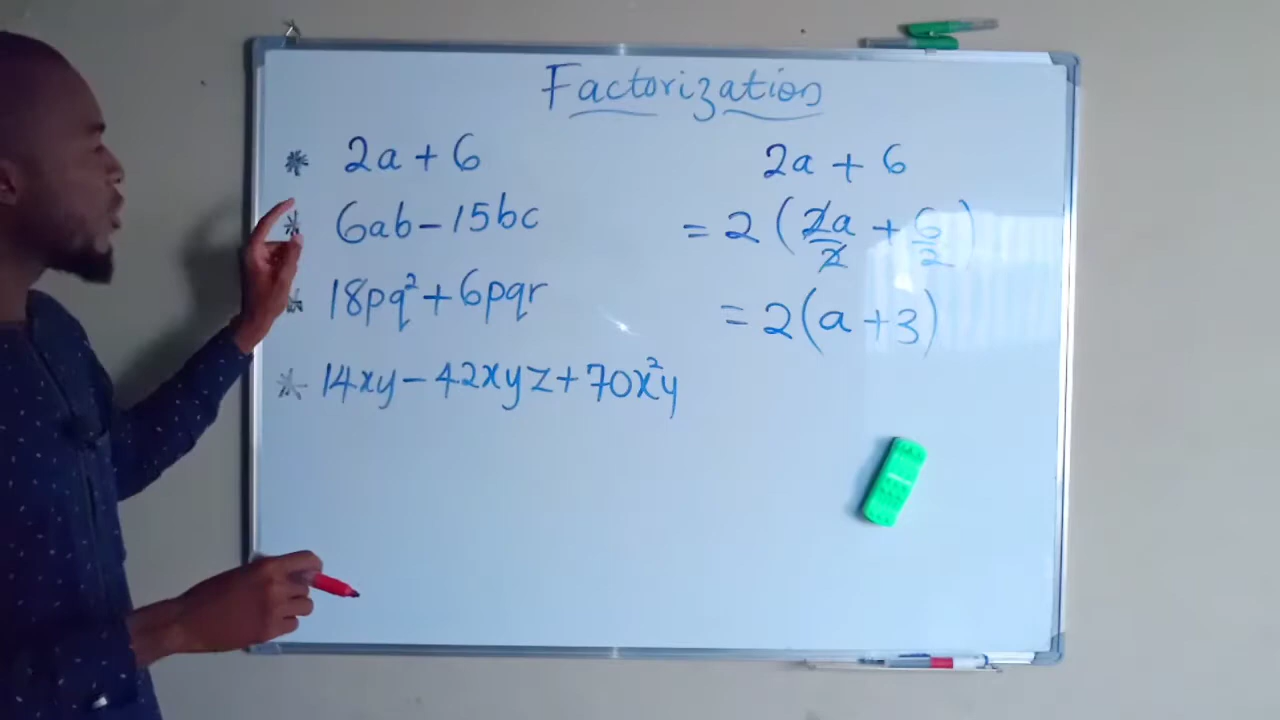 Factorization
* 2a + 6
* 6ab - 15bc
* 18pq² + 6pqr
* 14xy - 42xyz + 70x²y
2a + 6
= 2 ( 2a/2 + 6/2 )
= 2(a + 3)